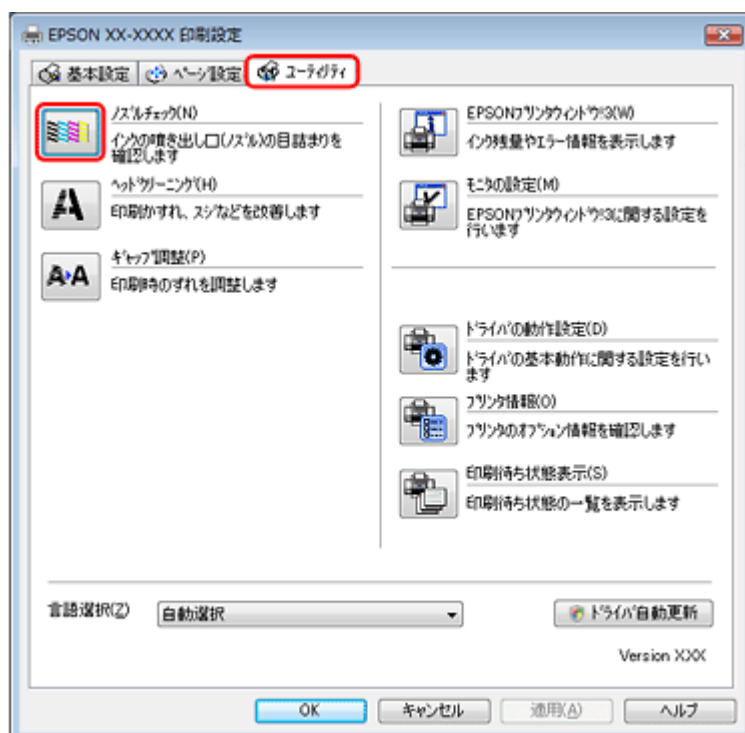 EPSON XX-XXXX 印刷設定
基本設定
ページ設定
ユーティリティ
ノズルチェック(N)
インクの噴き出し口(ノズル)の目詰まりを
確認します
ヘッドクリーニング(H)
印刷かすれ、スジなどを改善します
ギャップ調整(P)
印刷時のずれを調整します
EPSONプリンタウィンドウ!3(W)
インク残量やエラー情報を表示します
モニタの設定(M)
EPSONプリンタウィンドウ!3に関する設定を
行います
ドライバの動作設定(D)
ドライバの基本動作に関する設定を行い
ます
プリンタ情報(O)
プリンタのオプション情報を確認します
印刷待ち状態表示(S)
印刷待ち状態の一覧を表示します
言語選択(Z)
自動選択
ドライバ自動更新
Version XXX
OK
キャンセル
適用(A)
ヘルプ